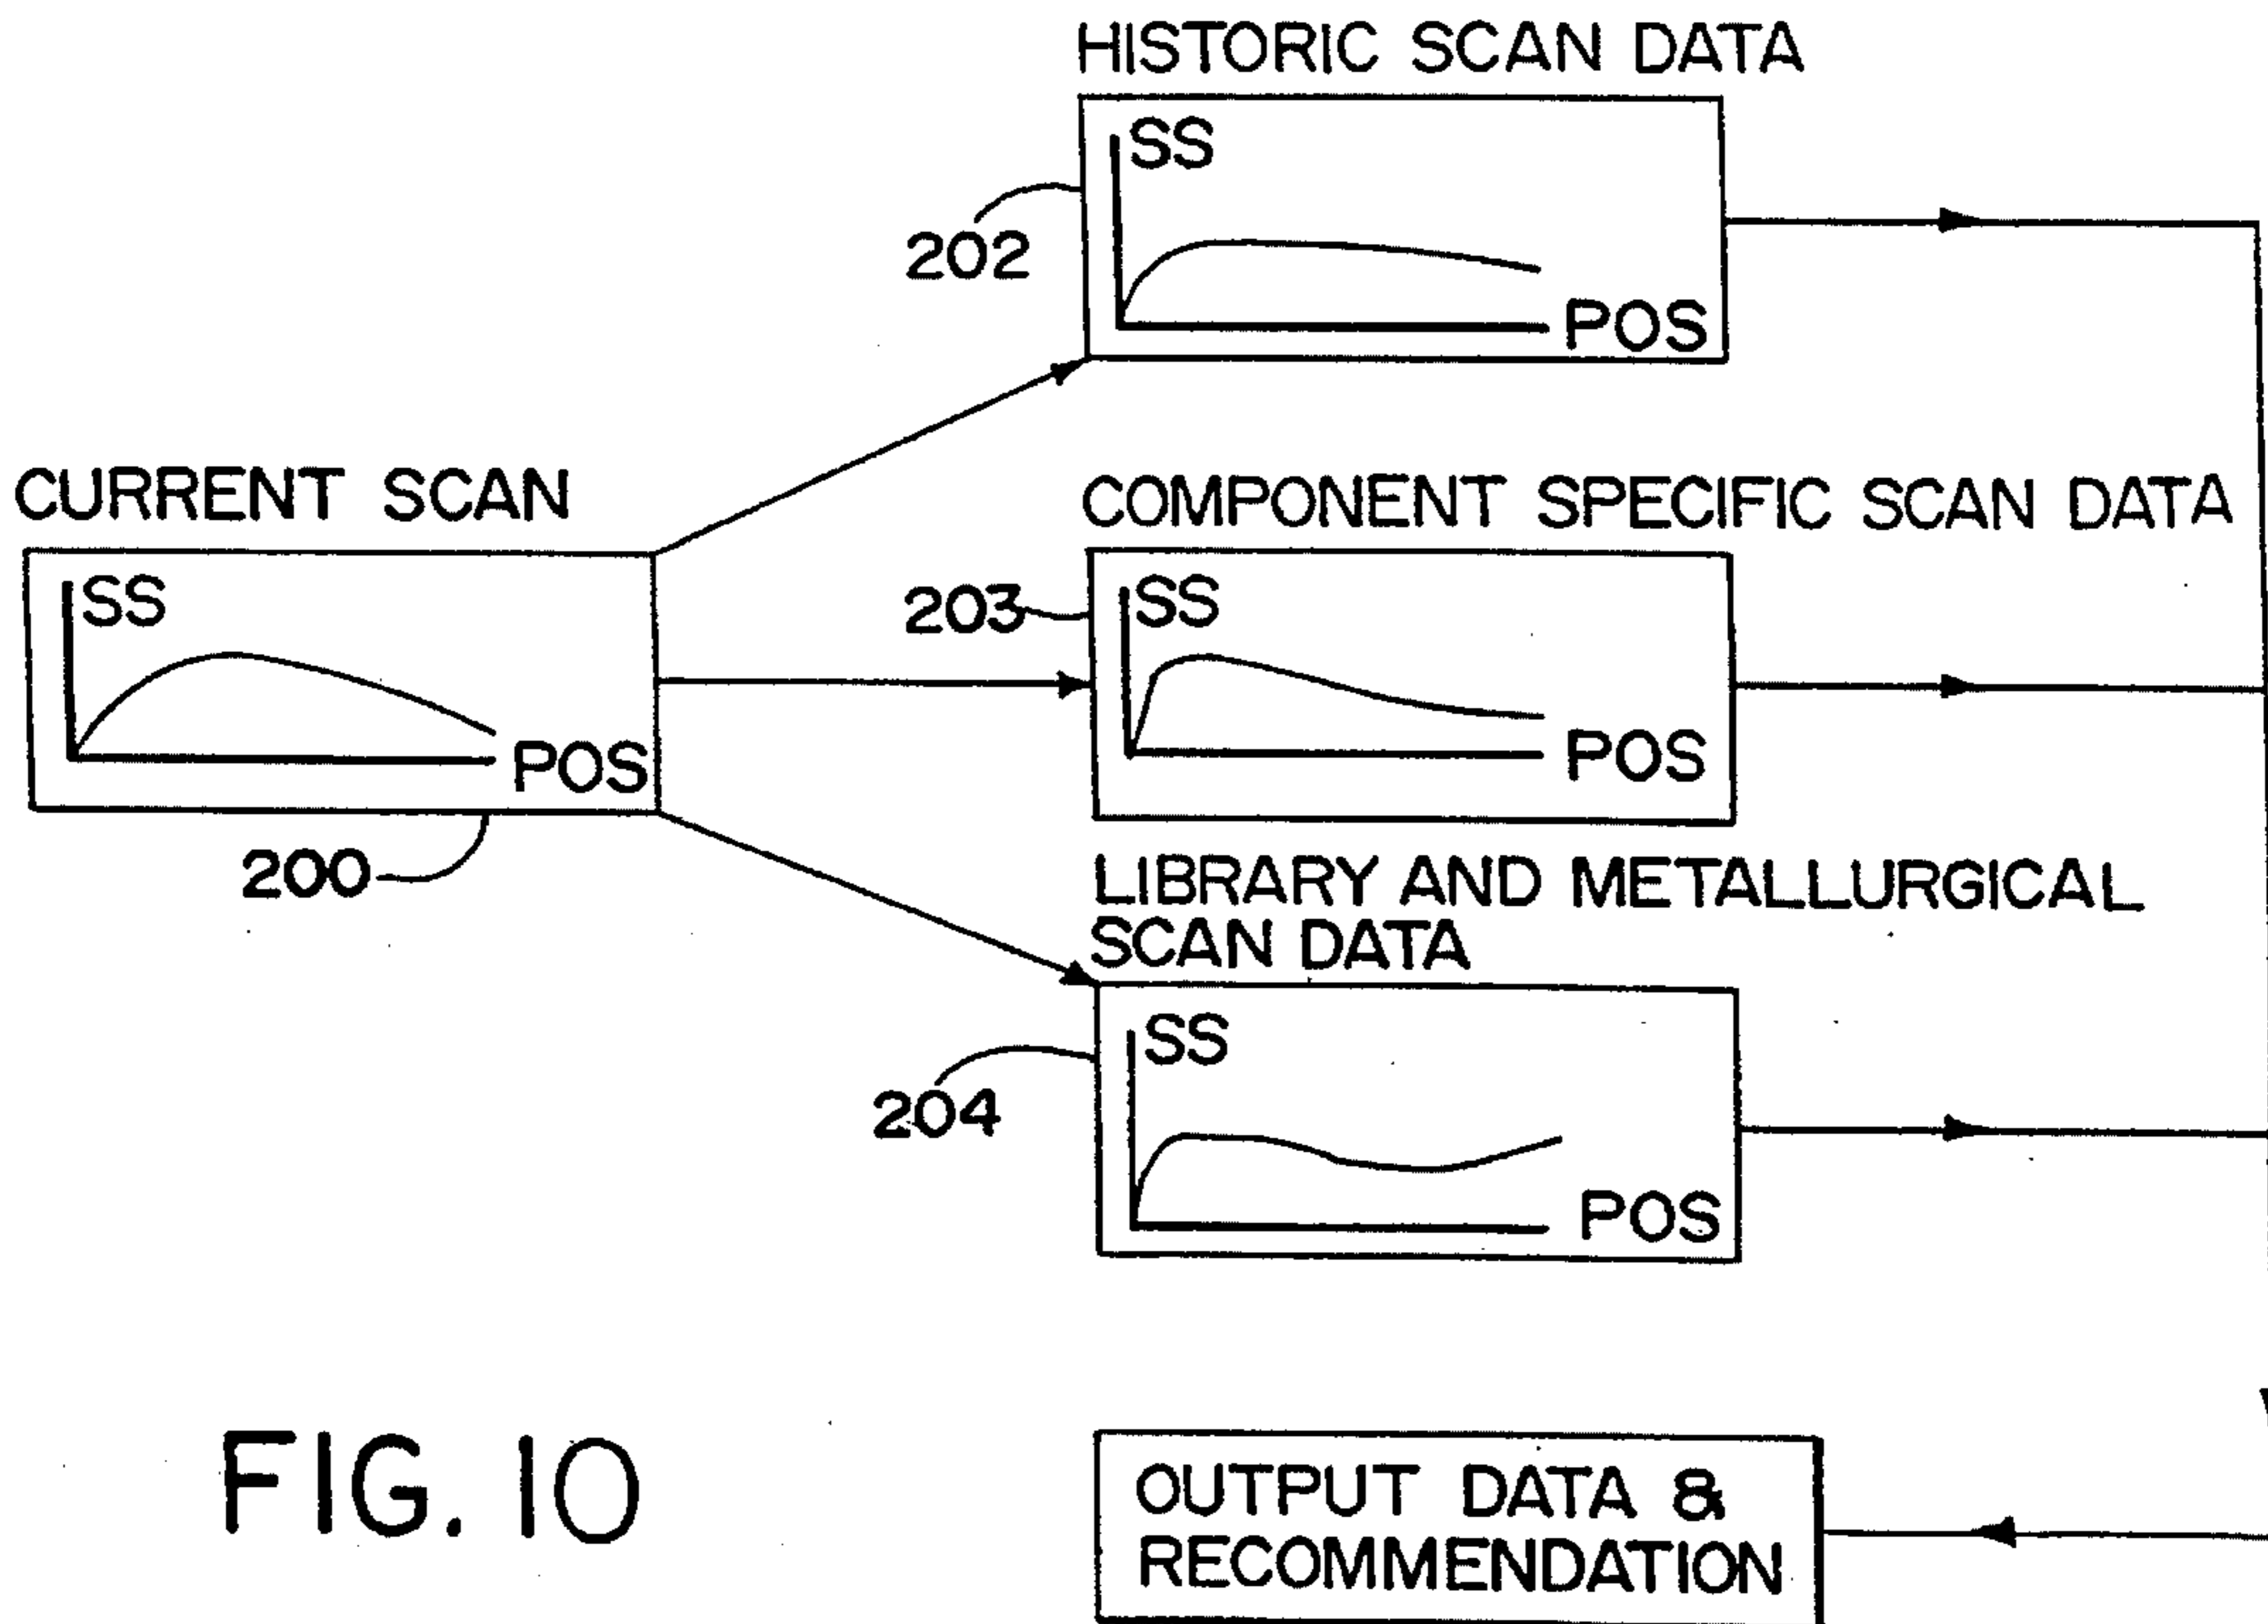 HISTORIC SCAN DATA
SS
202
POS
CURRENT SCAN
SS
POS
200
COMPONENT SPECIFIC SCAN DATA
203
SS
POS
LIBRARY AND METALLURGICAL
SCAN DATA
SS
204
POS
FIG. 10
OUTPUT DATA &
RECOMMENDATION